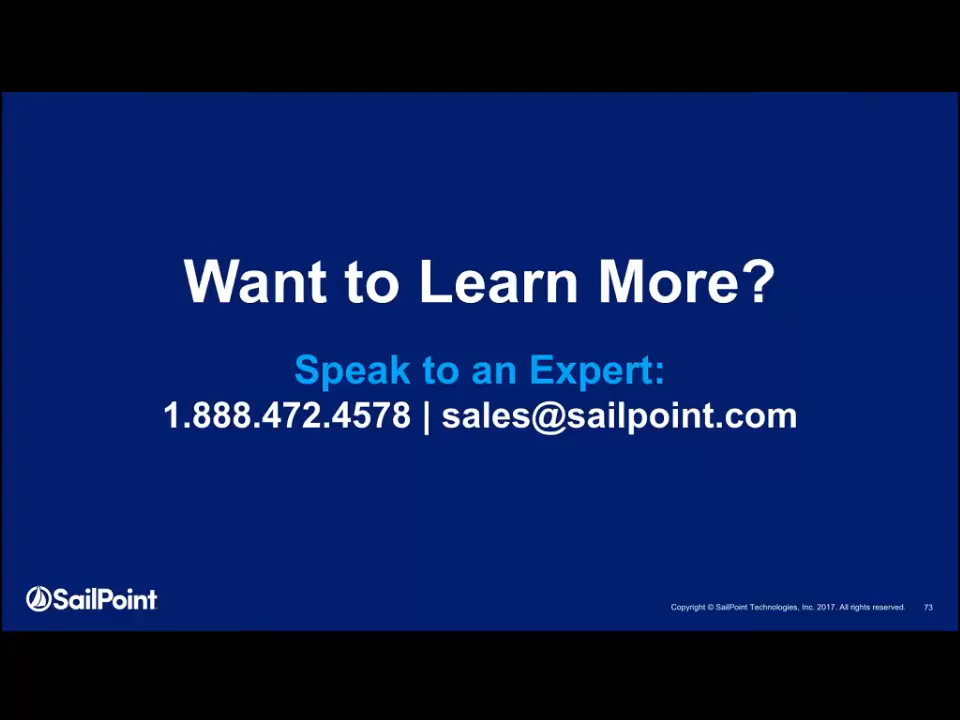 Want to Learn More?
Speak to an Expert:
1.888.472.4578 | sales@sailpoint.com
SailPoint
Copyright © SailPoint Technologies, Inc. 2017. All rights reserved. 73